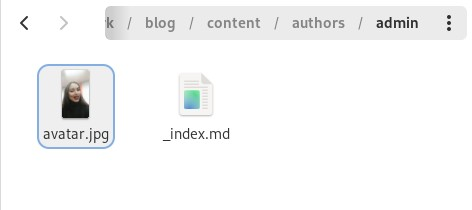 k / blog / content / authors / admin
avatar.jpg
_index.md